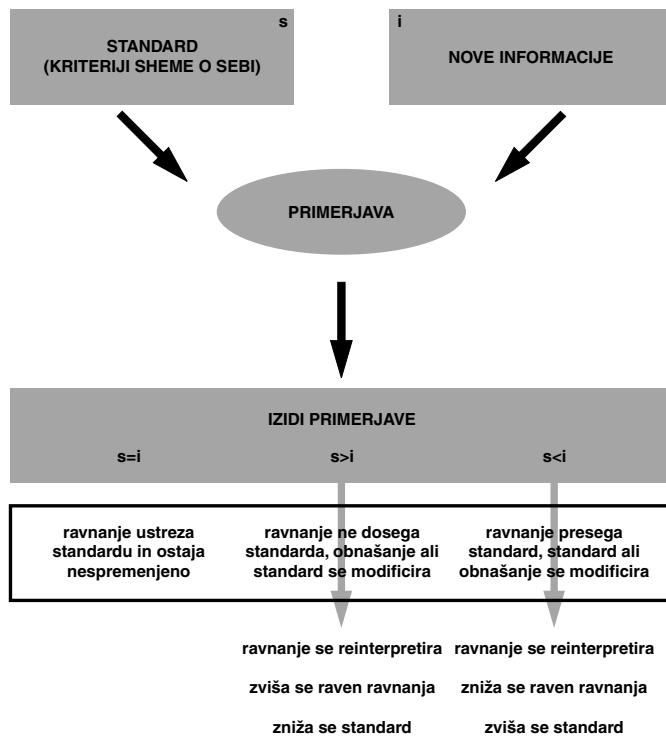 s
STANDARD
(KRITERIJI SHEME O SEBI)
i
NOVE INFORMACIJE
PRIMERJAVA
IZIDI PRIMERJAVE
s=i
s>i
s<i
ravnanje ustreza
standardu in ostaja
nespremenjeno
ravnanje ne dosega
standarda, obnašanje ali
standard se modificira
ravnanje presega
standard, standard ali
obnašanje se modificira
ravnanje se reinterpretira
zviša se raven ravnanja
zniža se standard
ravnanje se reinterpretira
zniža se raven ravnanja
zviša se standard